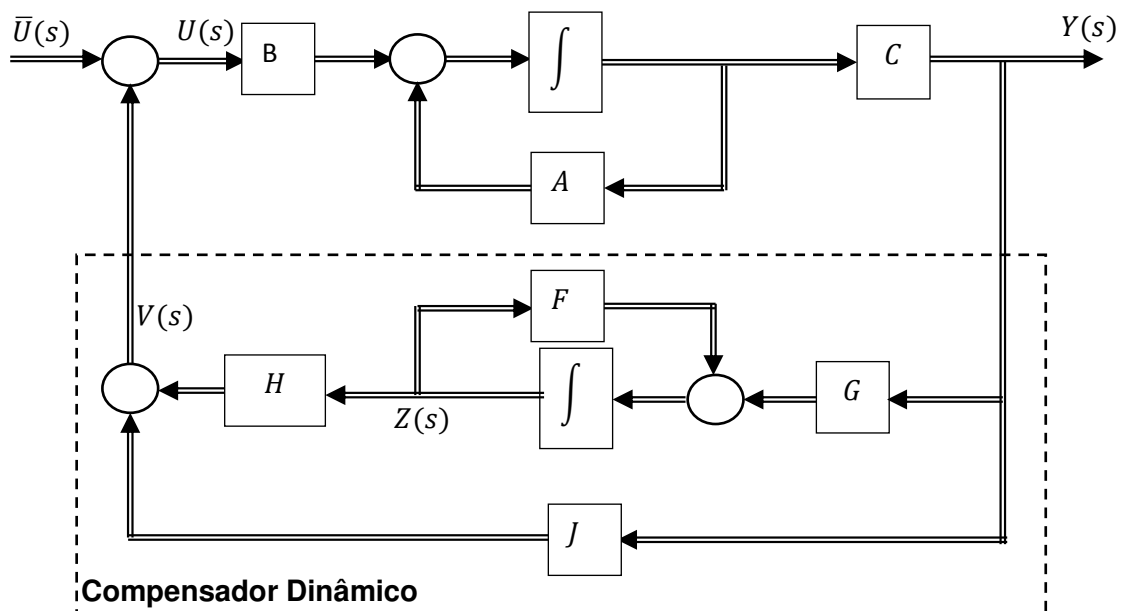 Ū(s)
U(s)
B
∫
C
Y(s)
A
F
V(s)
H
Z(s)
∫
G
J
Compensador Dinâmico